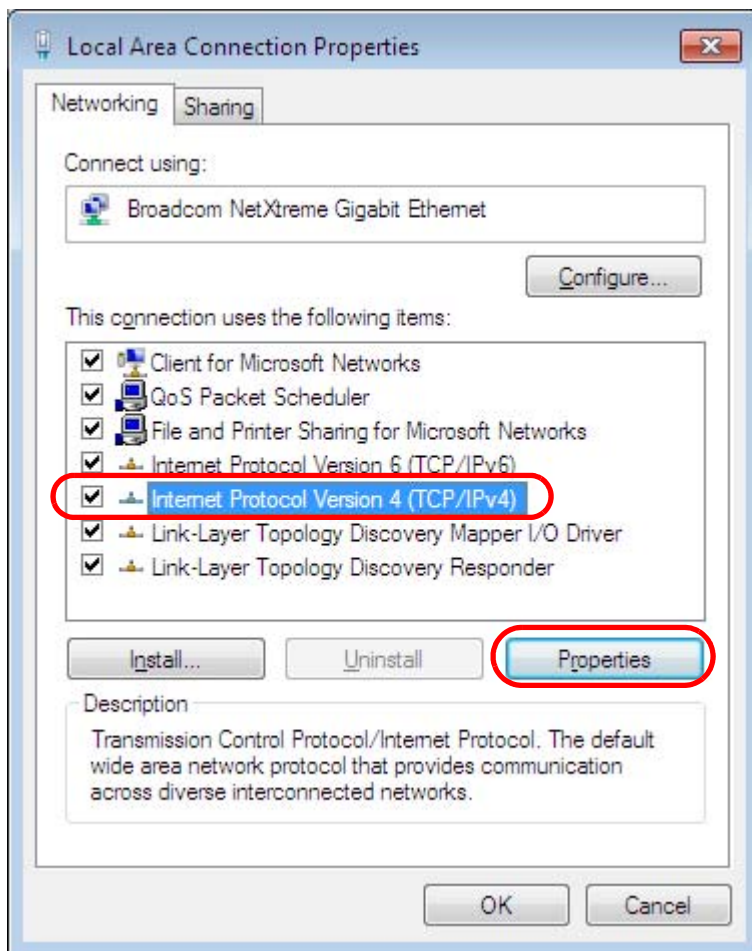 Local Area Connection Properties
Networking
Sharing
Connect using:
Broadcom NetXtreme Gigabit Ethernet
Configure...
This connection uses the following items:
Client for Microsoft Networks
QoS Packet Scheduler
File and Printer Sharing for Microsoft Networks
Internet Protocol Version 6 (TCP/IPv6)
Internet Protocol Version 4 (TCP/IPv4)
Link-Layer Topology Discovery Mapper I/O Driver
Link-Layer Topology Discovery Responder
Install...
Uninstall
Properties
Description
Transmission Control Protocol/Internet Protocol. The default
wide area network protocol that provides communication
across diverse interconnected networks.
OK
Cancel